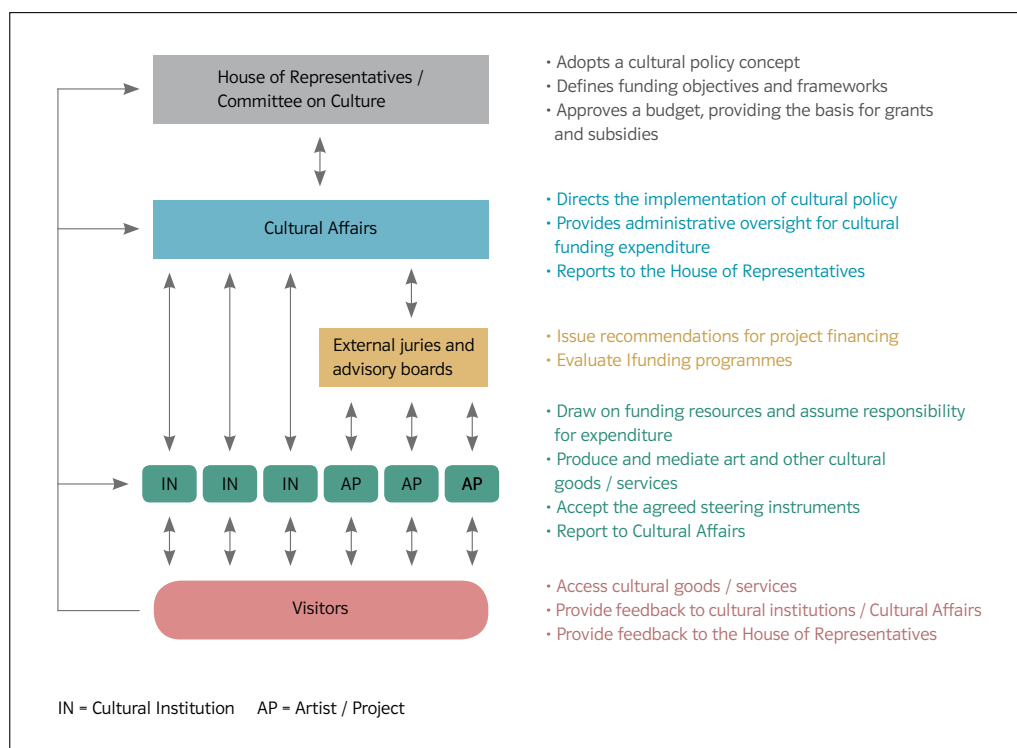 House of Representatives /
Committee on Culture
• Adopts a cultural policy concept
• Defines funding objectives and frameworks
• Approves a budget, providing the basis for grants
and subsidies
Cultural Affairs
• Directs the implementation of cultural policy
• Provides administrative oversight for cultural
funding expenditure
• Reports to the House of Representatives
External juries and
advisory boards
• Issue recommendations for project financing
• Evaluate Ifunding programmes
IN IN IN AP AP AP
• Draw on funding resources and assume responsibility
for expenditure
• Produce and mediate art and other cultural
goods / services
• Accept the agreed steering instruments
• Report to Cultural Affairs
Visitors
• Access cultural goods / services
• Provide feedback to cultural institutions / Cultural Affairs
• Provide feedback to the House of Representatives
IN = Cultural Institution AP = Artist / Project